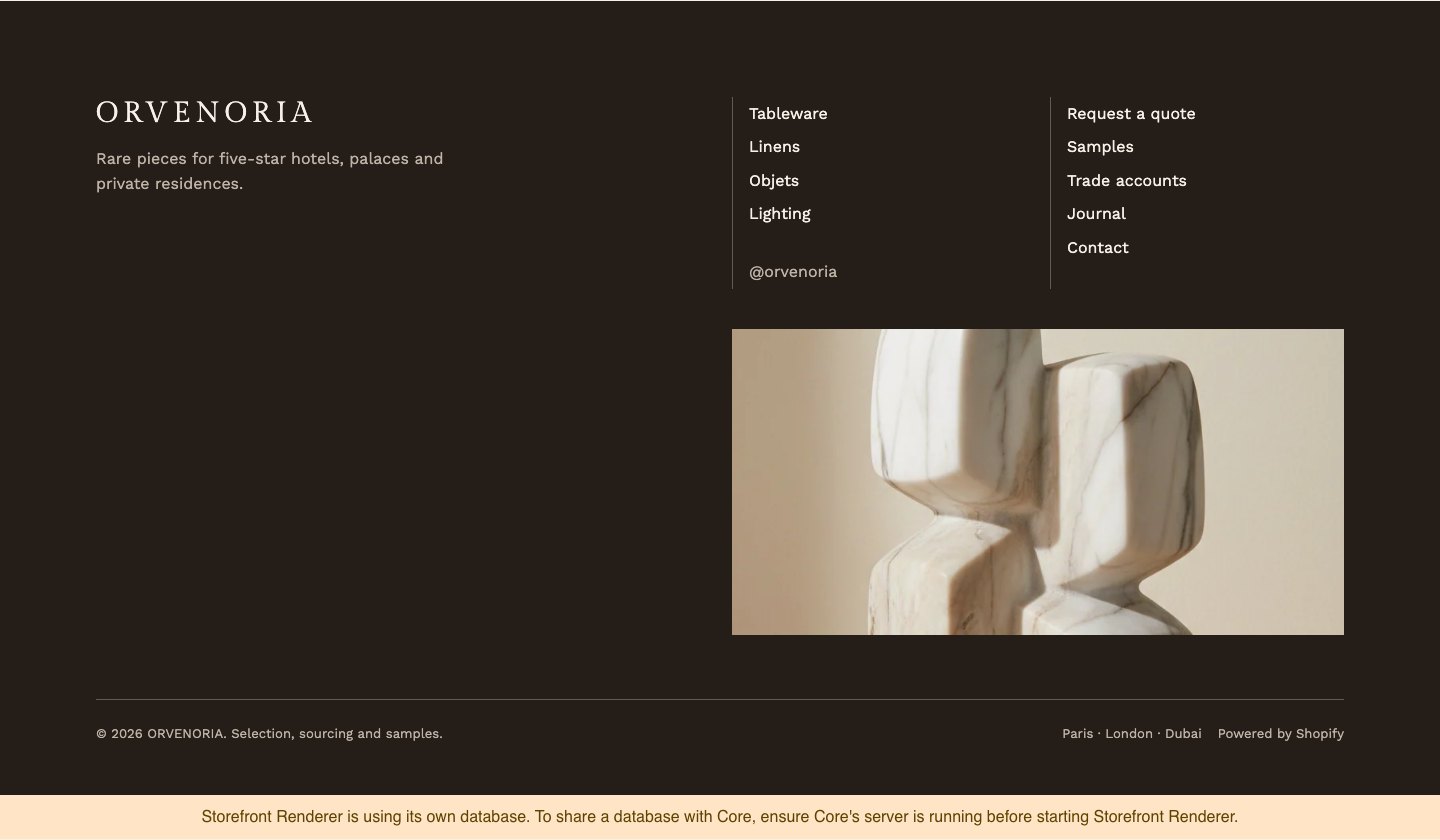 ORVENORIA
Rare pieces for five-star hotels, palaces and
private residences.
Tableware
Linens
Objets
Lighting
@orvenoria
Request a quote
Samples
Trade accounts
Journal
Contact
© 2026 ORVENORIA. Selection, sourcing and samples.
Paris · London · Dubai Powered by Shopify
Storefront Renderer is using its own database. To share a database with Core, ensure Core's server is running before starting Storefront Renderer.